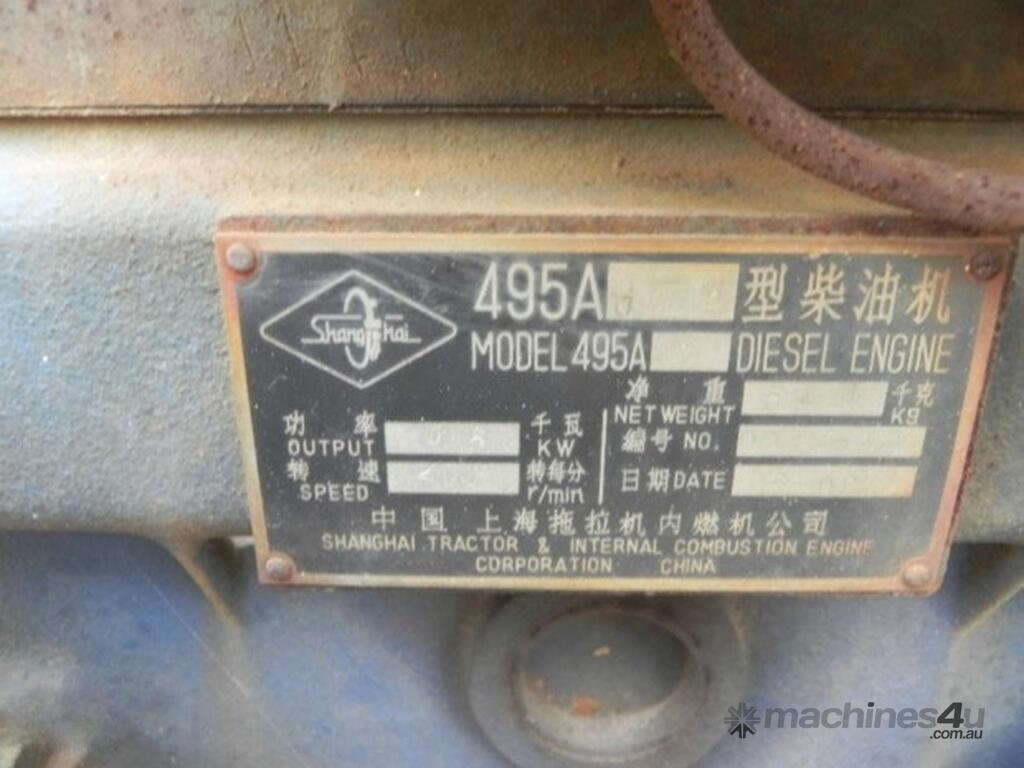 Shanghai
495A 型柴油机
MODEL 495A DIESEL ENGINE
净 重 千克
NET WEIGHT kg
功 率 千瓦
OUTPUT KW
编号 NO.
转 速 转每分
SPEED r/min
日期 DATE
中国 上海拖拉机内燃机公司
SHANGHAI TRACTOR & INTERNAL COMBUSTION ENGINE
CORPORATION CHINA
machines4u
.com.au